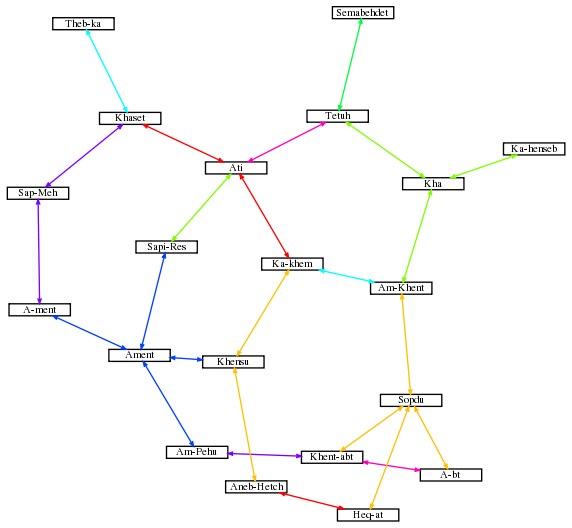 Semabehdet
Theb-ka
Tetuh
Khaset
Ka-henseb
Ati
Kha
Sap-Meh
Sapi-Res
Ka-khem
Am-Khent
A-ment
Ament
Khensu
Sopdu
Am-Pehu
Khent-abt
A-bt
Aneb-Hetch
Heq-at